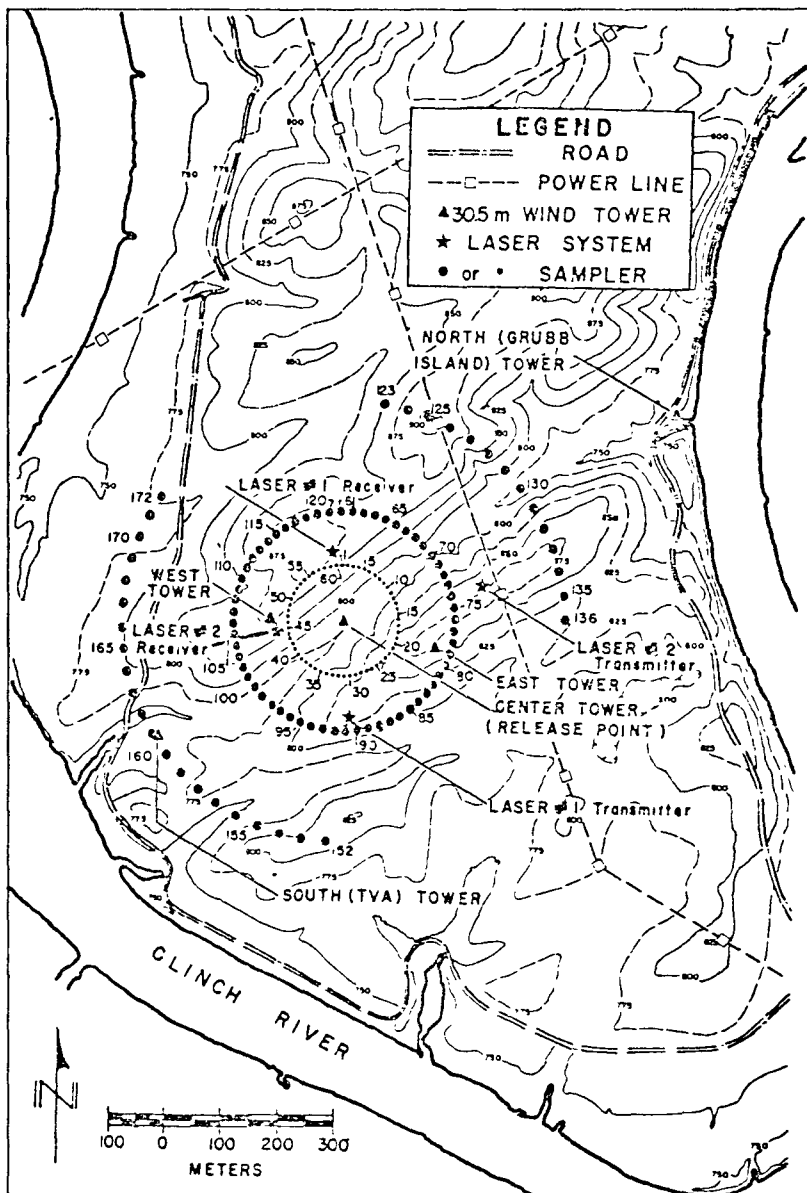 LEGEND
ROAD
POWER LINE
30.5 m WIND TOWER
LASER SYSTEM
or SAMPLER
NORTH (GRUBB
ISLAND) TOWER
LASER #1 Receiver
WEST
TOWER
LASER #2
Receiver
LASER #2
Transmitter
EAST TOWER
CENTER TOWER
(RELEASE POINT)
LASER #1 Transmitter
SOUTH (TVA) TOWER
CLINCH RIVER
N
100 0 100 200 300
METERS
123
125
130
135
136
152
155
160
165
170
172
120
61
65
70
75
80
85
90
95
100
105
110
115
5
10
15
20
25
30
35
40
45
50
55
60
750
775
800
825
850
875